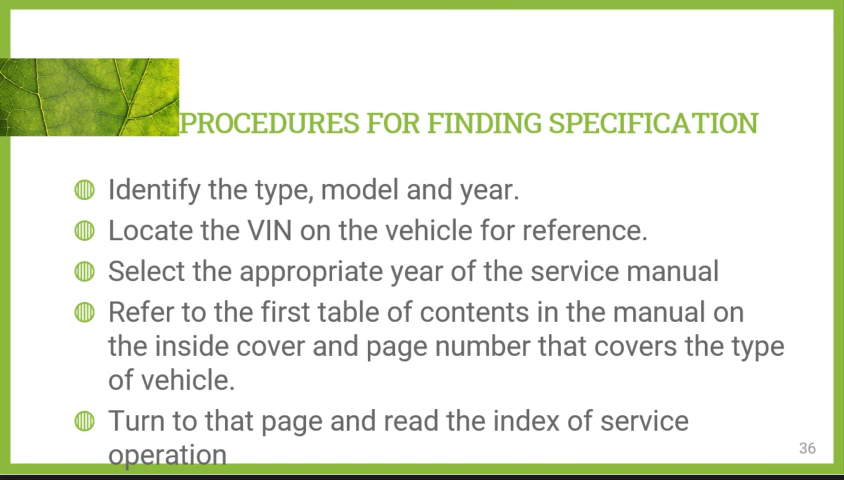 PROCEDURES FOR FINDING SPECIFICATION
Identify the type, model and year.
Locate the VIN on the vehicle for reference.
Select the appropriate year of the service manual
Refer to the first table of contents in the manual on
the inside cover and page number that covers the type
of vehicle.
Turn to that page and read the index of service
operation
36